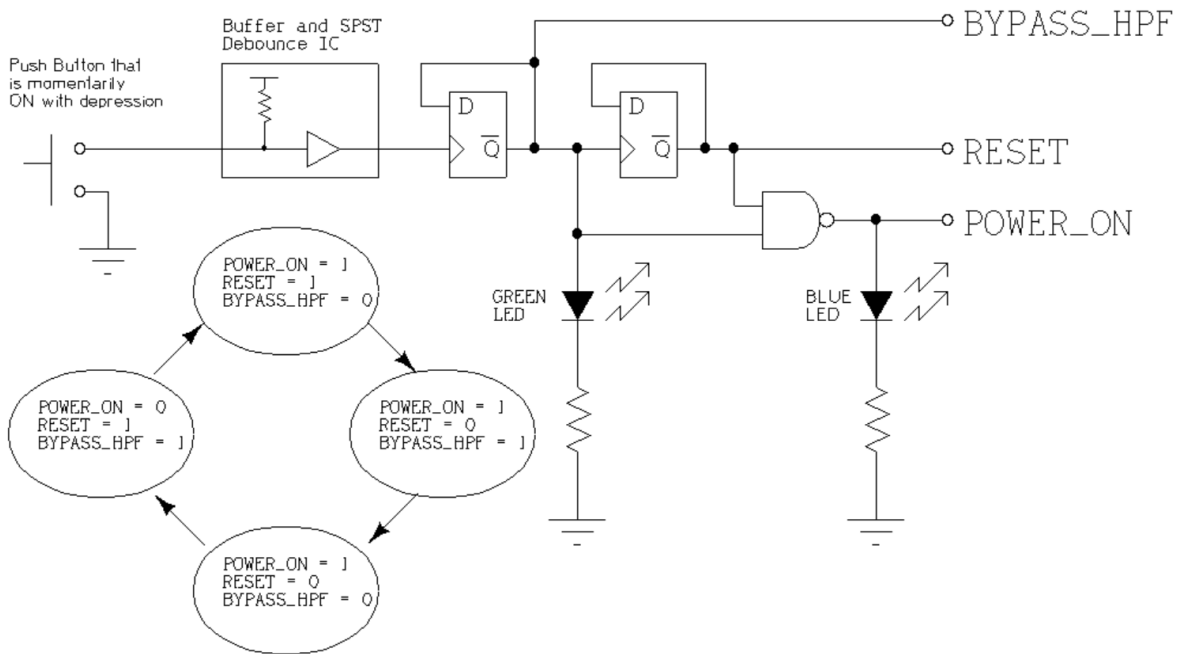 Buffer and SPST
Debounce IC
BYPASS_HPF
Push Button that
is momentarily
ON with depression
D
Q
D
Q
RESET
POWER_ON
POWER_ON = 1
RESET = 1
BYPASS_HPF = 0
GREEN
LED
BLUE
LED
POWER_ON = 0
RESET = 1
BYPASS_HPF = 1
POWER_ON = 1
RESET = 0
BYPASS_HPF = 1
POWER_ON = 1
RESET = 0
BYPASS_HPF = 0